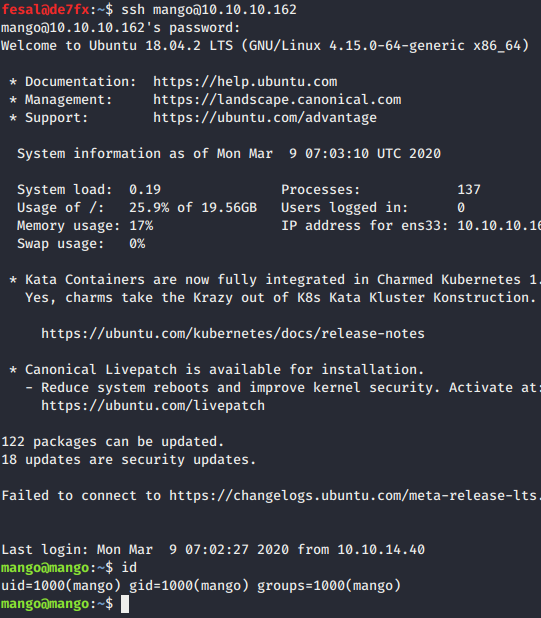 fesal@de7fx:~$ ssh mango@10.10.10.162
mango@10.10.10.162's password:
Welcome to Ubuntu 18.04.2 LTS (GNU/Linux 4.15.0-64-generic x86_64)
* Documentation:  https://help.ubuntu.com
* Management:     https://landscape.canonical.com
* Support:        https://ubuntu.com/advantage
System information as of Mon Mar  9 07:03:10 UTC 2020
System load:  0.19               Processes:            137
Usage of /:   25.9% of 19.56GB   Users logged in:      0
Memory usage: 17%                IP address for ens33: 10.10.10.16
Swap usage:   0%
* Kata Containers are now fully integrated in Charmed Kubernetes 1.
Yes, charms take the Krazy out of K8s Kata Kluster Konstruction.
https://ubuntu.com/kubernetes/docs/release-notes
* Canonical Livepatch is available for installation.
- Reduce system reboots and improve kernel security. Activate at:
https://ubuntu.com/livepatch
122 packages can be updated.
18 updates are security updates.
Failed to connect to https://changelogs.ubuntu.com/meta-release-lts.
Last login: Mon Mar  9 07:02:27 2020 from 10.10.14.40
mango@mango:~$ id
uid=1000(mango) gid=1000(mango) groups=1000(mango)
mango@mango:~$